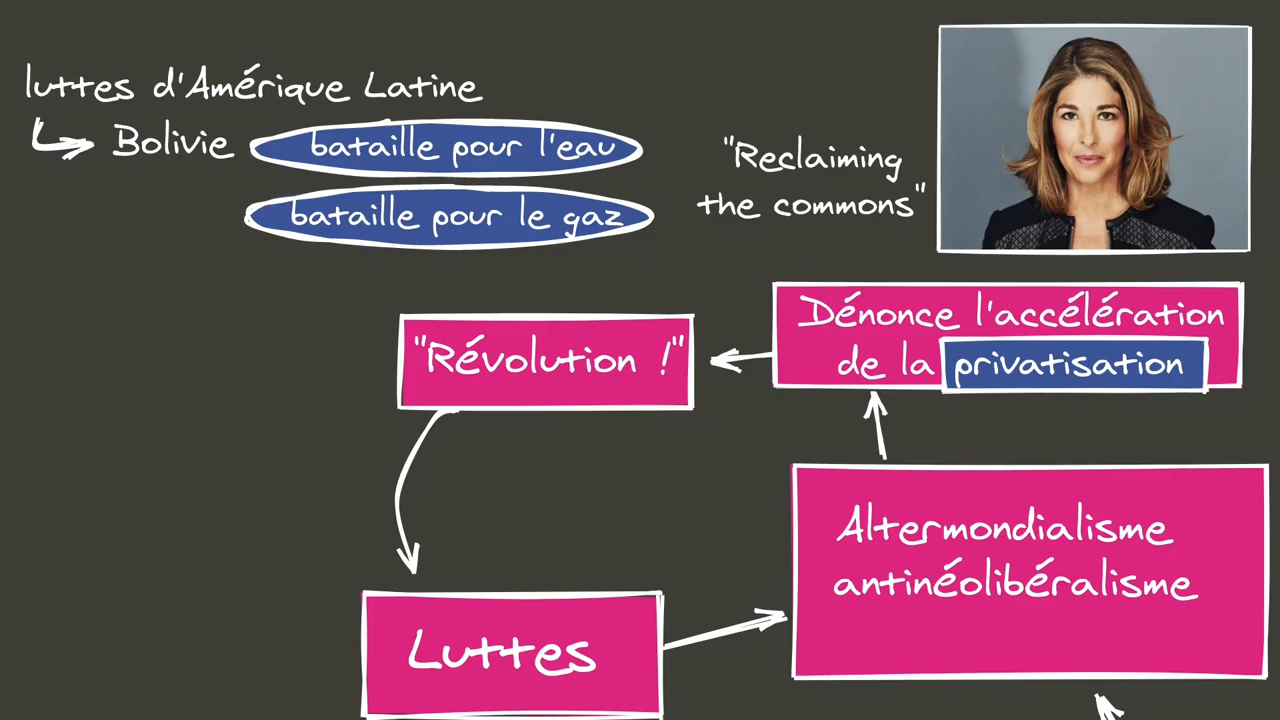 luttes d'Amérique Latine
Bolivie bataille pour l'eau
bataille pour le gaz
"Reclaiming
the commons"
Dénonce l'accélération
de la privatisation
"Révolution !"
Altermondialisme
antinéolibéralisme
Luttes